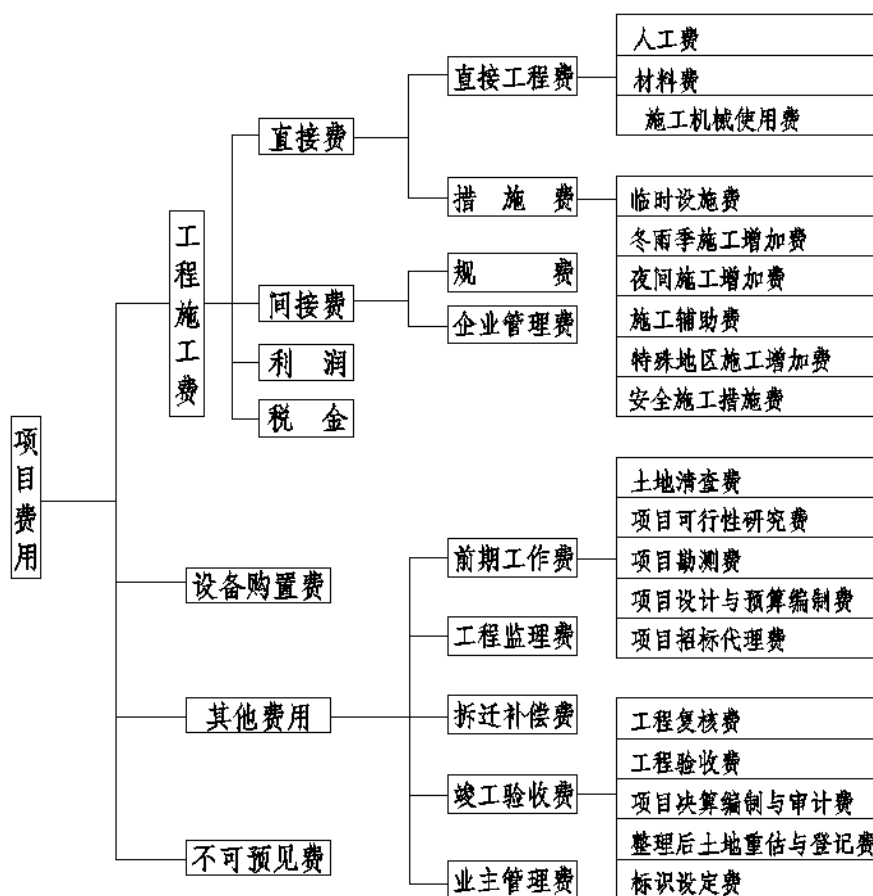 项目费用
工程施工费
直接费
直接工程费
人工费
材料费
施工机械使用费
措施费
临时设施费
冬雨季施工增加费
夜间施工增加费
施工辅助费
特殊地区施工增加费
安全施工措施费
间接费
规费
企业管理费
利润
税金
设备购置费
其他费用
前期工作费
土地清查费
项目可行性研究费
项目勘测费
项目设计与预算编制费
项目招标代理费
工程监理费
拆迁补偿费
竣工验收费
工程复核费
工程验收费
项目决算编制与审计费
整理后土地重估与登记费
标识设定费
业主管理费
不可预见费